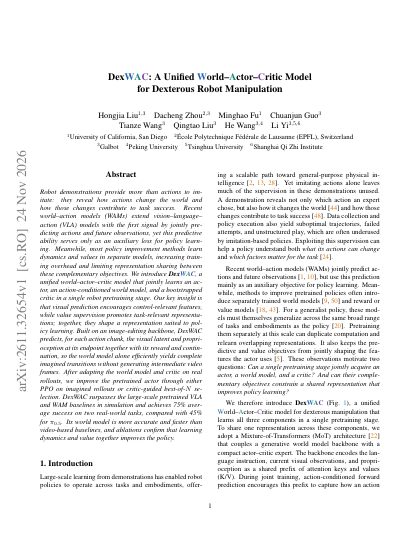 DexWAC: A Unified World–Actor–Critic Model
for Dexterous Robot Manipulation
Hongjia Liu1,3 Dacheng Zhou2,3 Minghao Fu3 Chuanjun Guo3
Tianze Wang3 Qingtao Liu3 He Wang3,4 Li Yi3,5,6
1University of California, San Diego 2École Polytechnique Fédérale de Lausanne (EPFL), Switzerland
3Galbot 4Peking University 5Tsinghua University 6Shanghai Qi Zhi Institute
arXiv:2611.32654v1 [cs.RO] 24 Nov 2026
Abstract
Robot demonstrations provide more than actions to imi-
tate: they reveal how actions change the world and
how those changes contribute to task success. Recent
world–action models (WAMs) extend vision–language–
action (VLA) models with the first signal by jointly pre-
dicting actions and future observations, yet this predictive
ability serves only as an auxiliary loss for policy learn-
ing. Meanwhile, most policy improvement methods learn
dynamics and values in separate models, increasing train-
ing overhead and limiting representation sharing between
these complementary objectives. We introduce DexWAC, a
unified world–actor–critic model that jointly learns an ac-
tor, an action-conditioned world model, and a bootstrapped
critic in a single robot pretraining stage. Our key insight is
that visual prediction encourages control-relevant features,
while value supervision promotes task-relevant representa-
tions; together, they shape a representation suited to pol-
icy learning. Built on an image-editing backbone, DexWAC
predicts, for each action chunk, the visual latent and propri-
oception at its endpoint together with its reward and contin-
uation, so the world model alone efficiently yields complete
imagined transitions without generating intermediate video
frames. After adapting the world model and critic on real
rollouts, we improve the pretrained actor through either
PPO on imagined rollouts or critic-guided best-of-N se-
lection. DexWAC surpasses the large-scale pretrained VLA
and WAM baselines in simulation and achieves 75% aver-
age success on two real-world tasks, compared with 45%
for π0.5. Its world model is more accurate and faster than
video-based baselines, and ablations confirm that learning
dynamics and value together improves the policy.
1. Introduction
Large-scale learning from demonstrations has enabled robot
policies to operate across tasks and embodiments, offer-
ing a scalable path toward general-purpose physical in-
telligence [2, 13, 28]. Yet imitating actions alone leaves
much of the supervision in these demonstrations unused.
A demonstration reveals not only which action an expert
chose, but also how it changes the world [44] and how those
changes contribute to task success [48]. Data collection and
policy execution also yield suboptimal trajectories, failed
attempts, and unstructured play, which are often underused
by imitation-based policies. Exploiting this supervision can
help a policy understand both what its actions can change
and which factors matter for the task [24].
Recent world–action models (WAMs) jointly predict ac-
tions and future observations [1, 10], but use this prediction
mainly as an auxiliary objective for policy learning. Mean-
while, methods to improve pretrained policies often intro-
duce separately trained world models [9, 50] and reward or
value models [18, 43]. For a generalist policy, these mod-
els must themselves generalize across the same broad range
of tasks and embodiments as the policy [20]. Pretraining
them separately at this scale can duplicate computation and
relearn overlapping representations. It also keeps the pre-
dictive and value objectives from jointly shaping the fea-
tures the actor uses [5]. These observations motivate two
questions: Can a single pretraining stage jointly acquire an
actor, a world model, and a critic? And can their comple-
mentary objectives constrain a shared representation that
improves policy learning?
We therefore introduce DexWAC (Fig. 1), a unified
World–Actor–Critic model for dexterous manipulation that
learns all three components in a single pretraining stage.
To share one representation across these components, we
adopt a Mixture-of-Transformers (MoT) architecture [22]
that couples a generative world model backbone with a
compact actor–critic expert. The backbone encodes the lan-
guage instruction, current visual observations, and propri-
oception as a shared prefix of attention keys and values
(K/V). During joint training, action-conditioned forward
prediction encourages this prefix to capture how an action
1